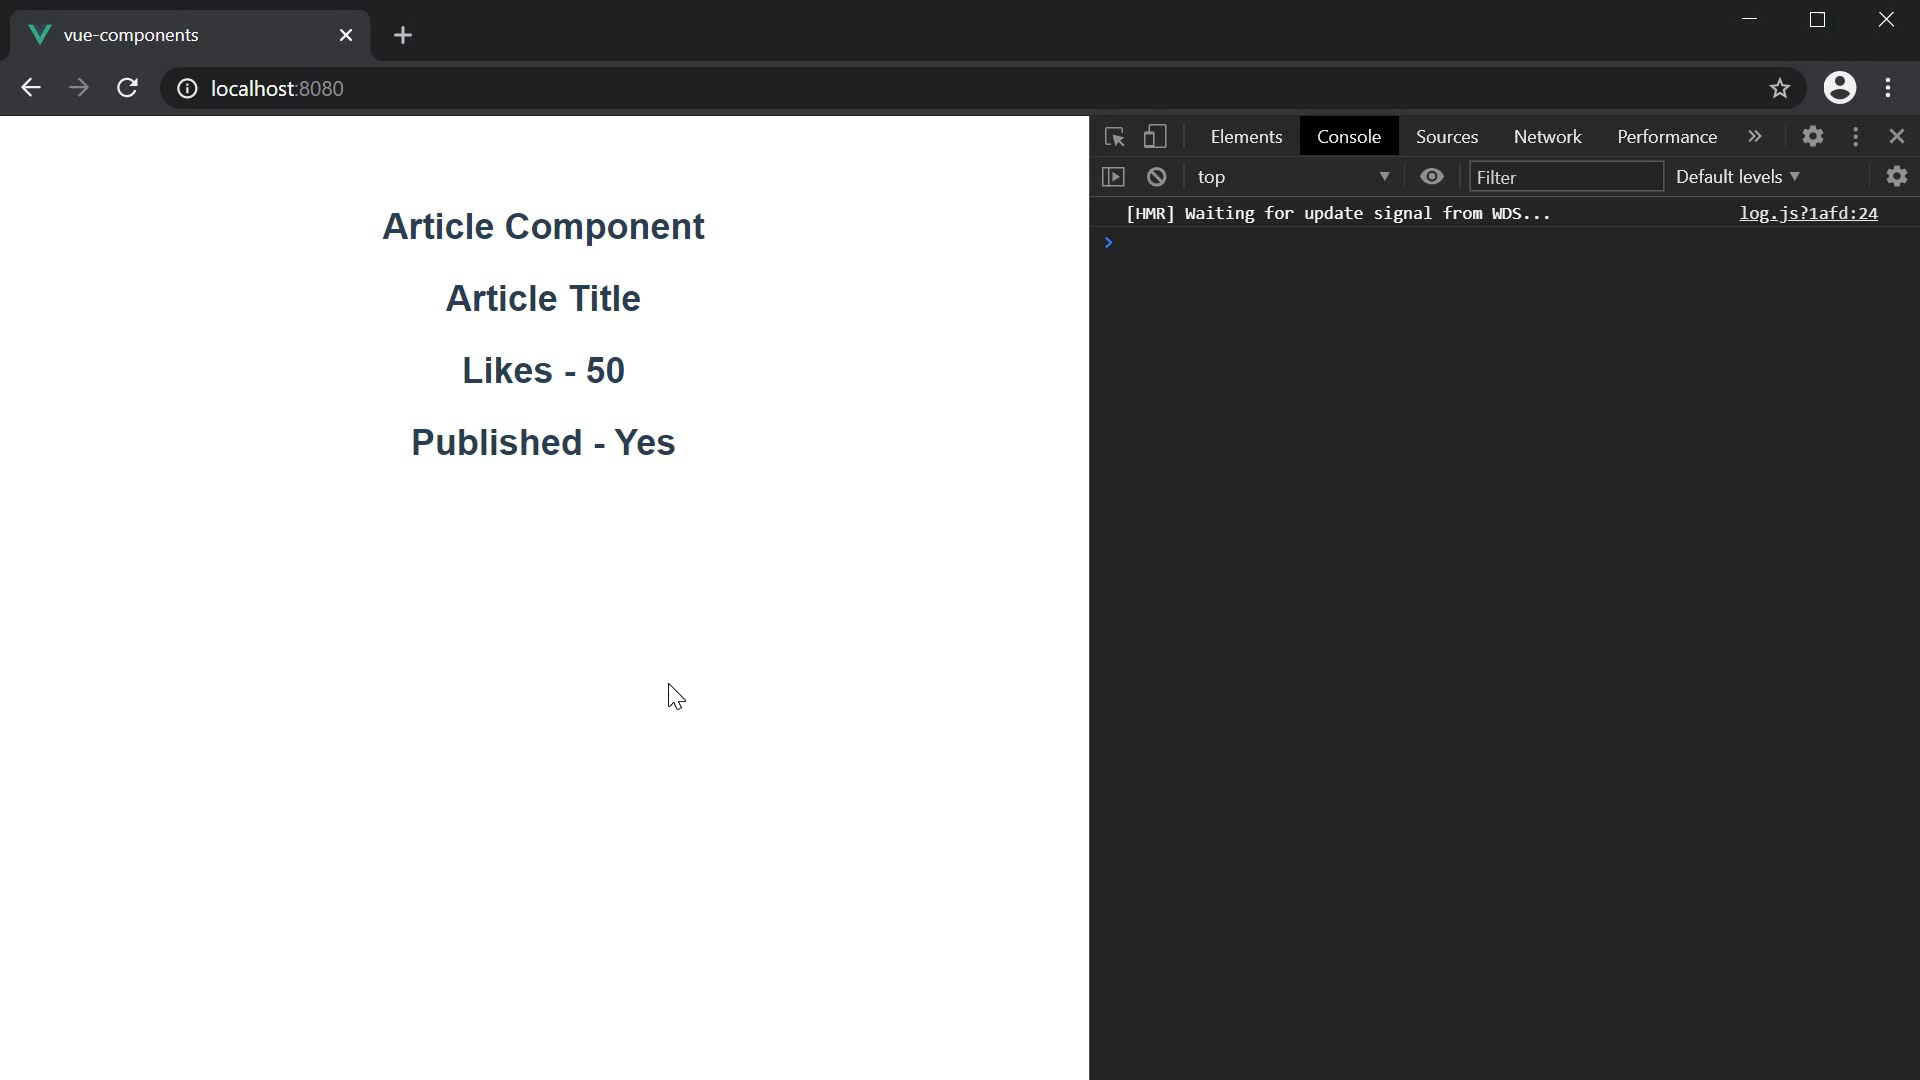 vue-components
localhost:8080
Elements Console Sources Network Performance
top Filter Default levels
[HMR] Waiting for update signal from WDS... log.js?1afd:24
Article Component
Article Title
Likes - 50
Published - Yes